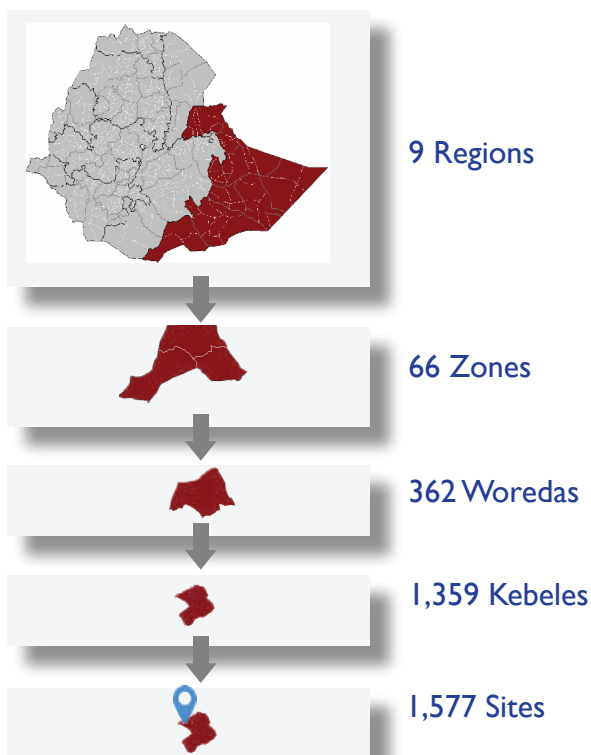 9 Regions
66 Zones
362 Woredas
1,359 Kebeles
1,577 Sites